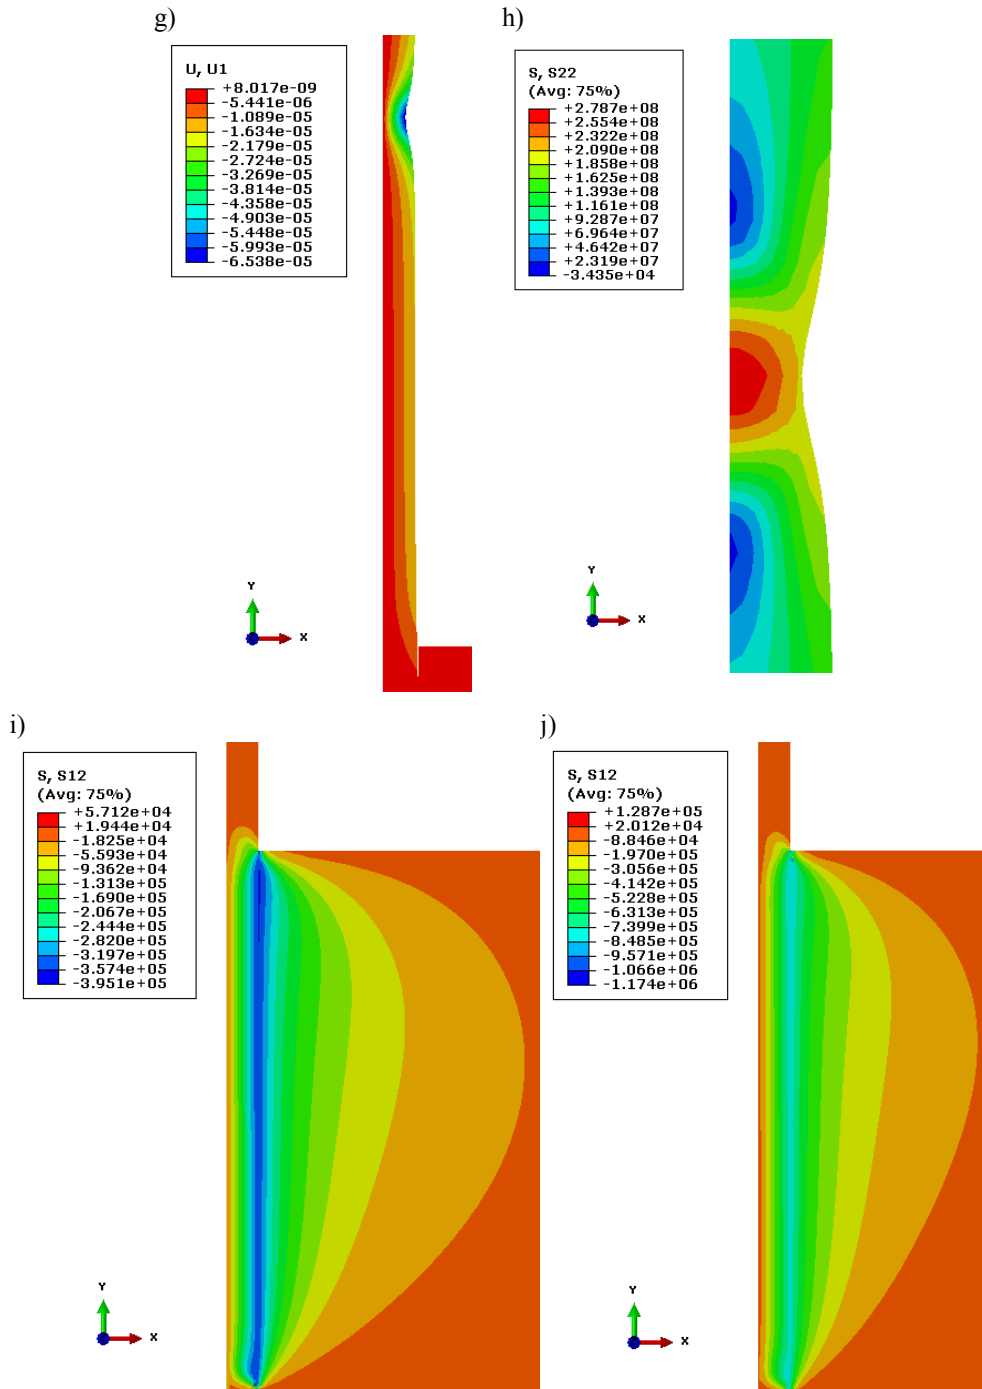 g)
U, U1
+8.017e-09
-5.441e-06
-1.089e-05
-1.634e-05
-2.179e-05
-2.724e-05
-3.269e-05
-3.814e-05
-4.358e-05
-4.903e-05
-5.448e-05
-5.993e-05
-6.538e-05
Y
X
h)
S, S22
(Avg: 75%)
+2.787e+08
+2.554e+08
+2.322e+08
+2.090e+08
+1.858e+08
+1.625e+08
+1.393e+08
+1.161e+08
+9.287e+07
+6.964e+07
+4.642e+07
+2.319e+07
-3.435e+04
Y
X
i)
S, S12
(Avg: 75%)
+5.712e+04
+1.944e+04
-1.825e+04
-5.593e+04
-9.362e+04
-1.313e+05
-1.690e+05
-2.067e+05
-2.444e+05
-2.820e+05
-3.197e+05
-3.574e+05
-3.951e+05
Y
X
j)
S, S12
(Avg: 75%)
+1.287e+05
+2.012e+04
-8.846e+04
-1.970e+05
-3.056e+05
-4.142e+05
-5.228e+05
-6.313e+05
-7.399e+05
-8.485e+05
-9.571e+05
-1.066e+06
-1.174e+06
Y
X